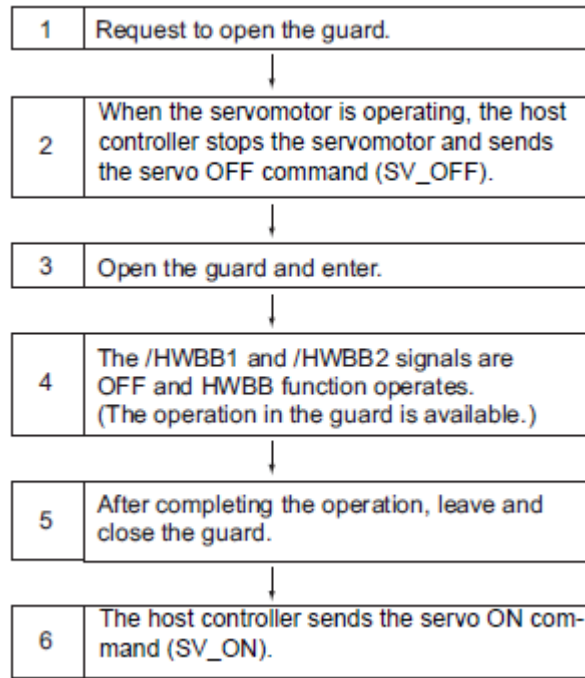 1 Request to open the guard.
2 When the servomotor is operating, the host
controller stops the servomotor and sends
the servo OFF command (SV_OFF).
3 Open the guard and enter.
4 The /HWBB1 and /HWBB2 signals are
OFF and HWBB function operates.
(The operation in the guard is available.)
5 After completing the operation, leave and
close the guard.
6 The host controller sends the servo ON com-
mand (SV_ON).